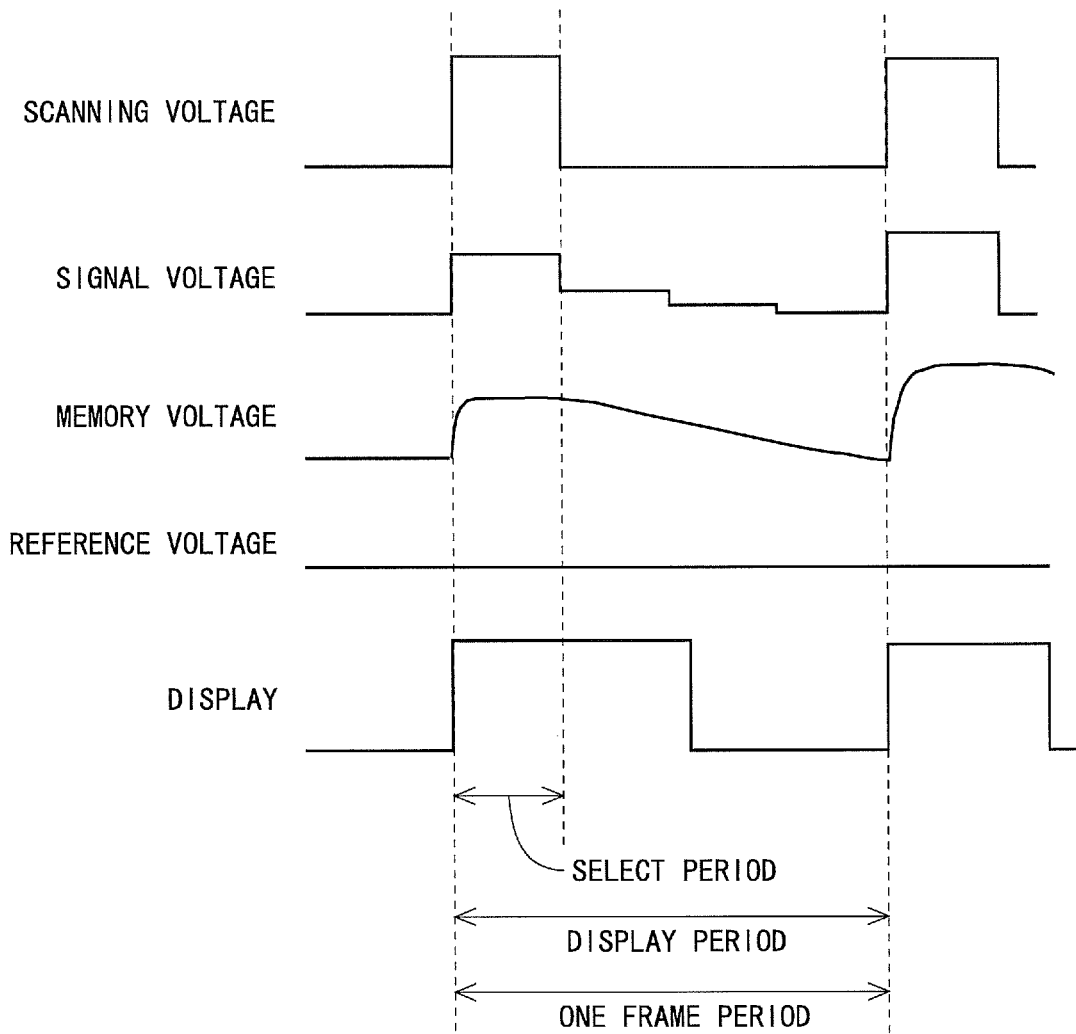 SCANNING VOLTAGE
SIGNAL VOLTAGE
MEMORY VOLTAGE
REFERENCE VOLTAGE
DISPLAY
SELECT PERIOD
DISPLAY PERIOD
ONE FRAME PERIOD